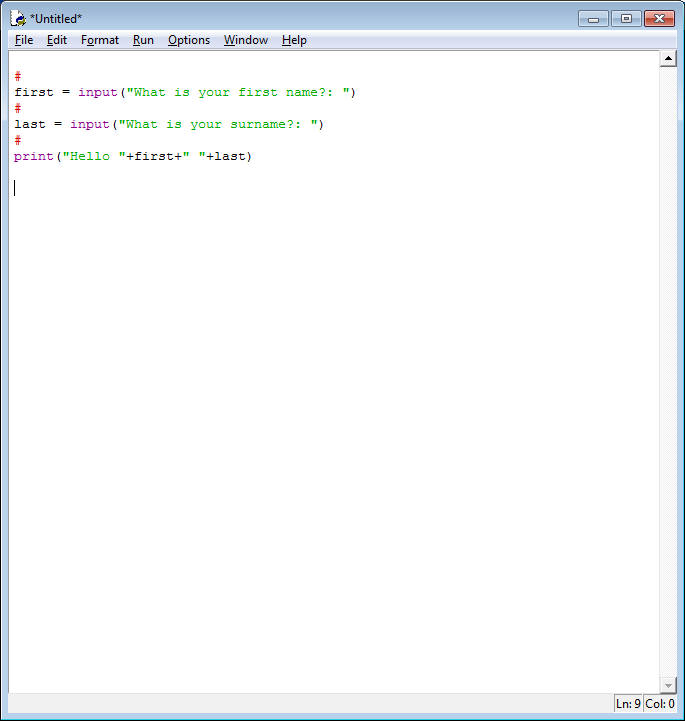 *Untitled*
File Edit Format Run Options Window Help
#
first = input("What is your first name?: ")
#
last = input("What is your surname?: ")
#
print("Hello "+first+" "+last)
Ln: 9 Col: 0